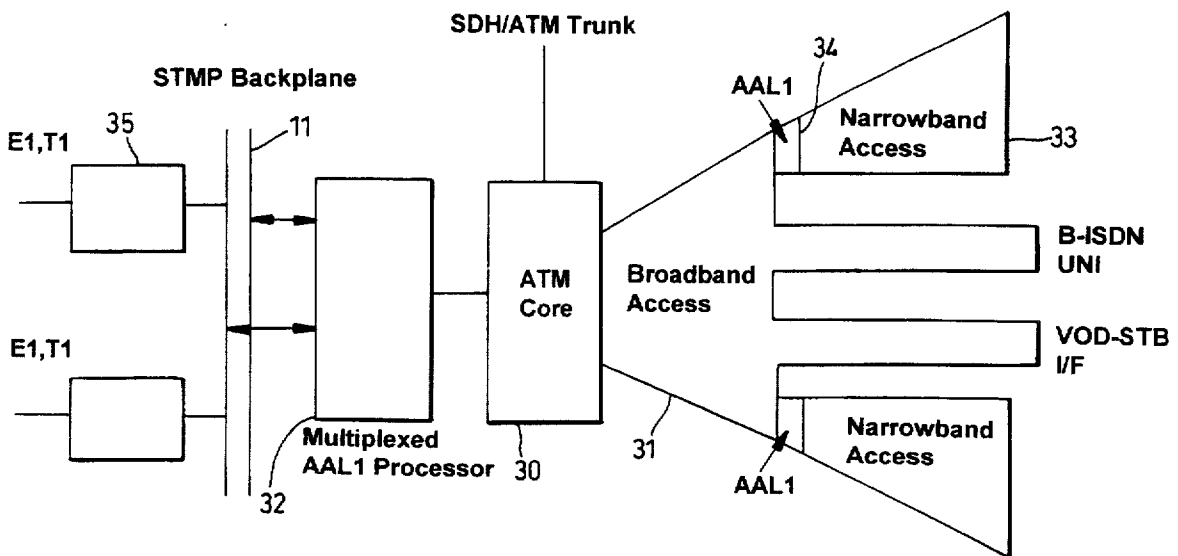 SDH/ATM Trunk
STMP Backplane
34
AAL1
35
11
E1,T1
Narrowband
Access
33
B-ISDN
UNI
ATM
Core
Broadband
Access
E1,T1
VOD-STB
I/F
Multiplexed
AAL1 Processor
32
30
31
Narrowband
Access
AAL1